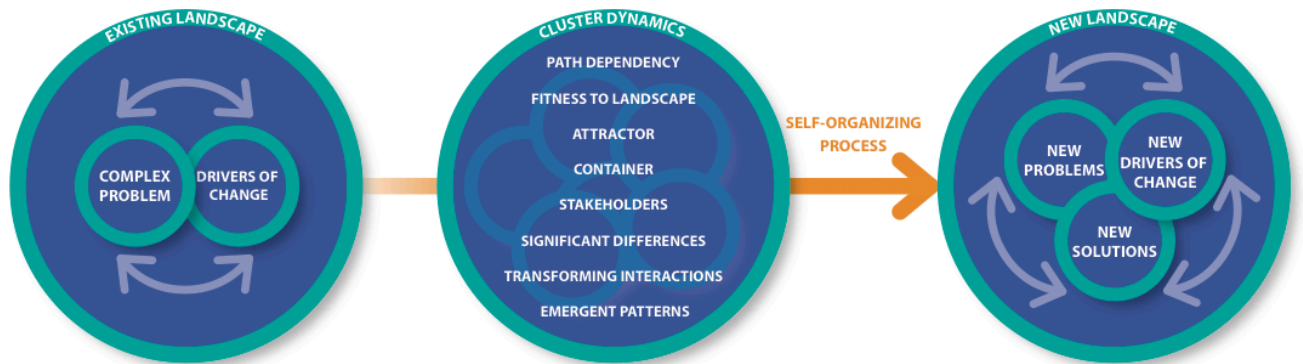 EXISTING LANDSCAPE
COMPLEX
PROBLEM
DRIVERS OF
CHANGE
CLUSTER DYNAMICS
PATH DEPENDENCY
FITNESS TO LANDSCAPE
ATTRACTOR
CONTAINER
STAKEHOLDERS
SIGNIFICANT DIFFERENCES
TRANSFORMING INTERACTIONS
EMERGENT PATTERNS
SELF-ORGANIZING
PROCESS
NEW LANDSCAPE
NEW
PROBLEMS
NEW
DRIVERS OF
CHANGE
NEW
SOLUTIONS